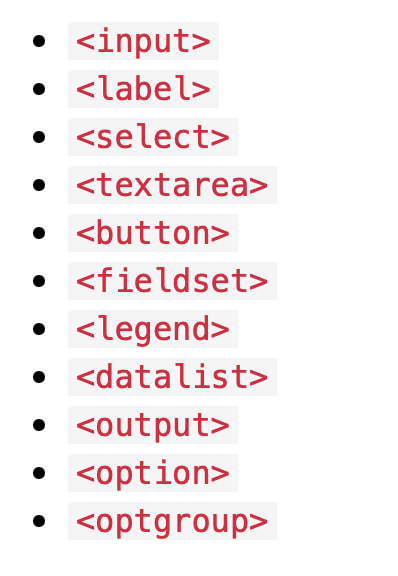 <input>
<label>
<select>
<textarea>
<button>
<fieldset>
<legend>
<datalist>
<output>
<option>
<optgroup>